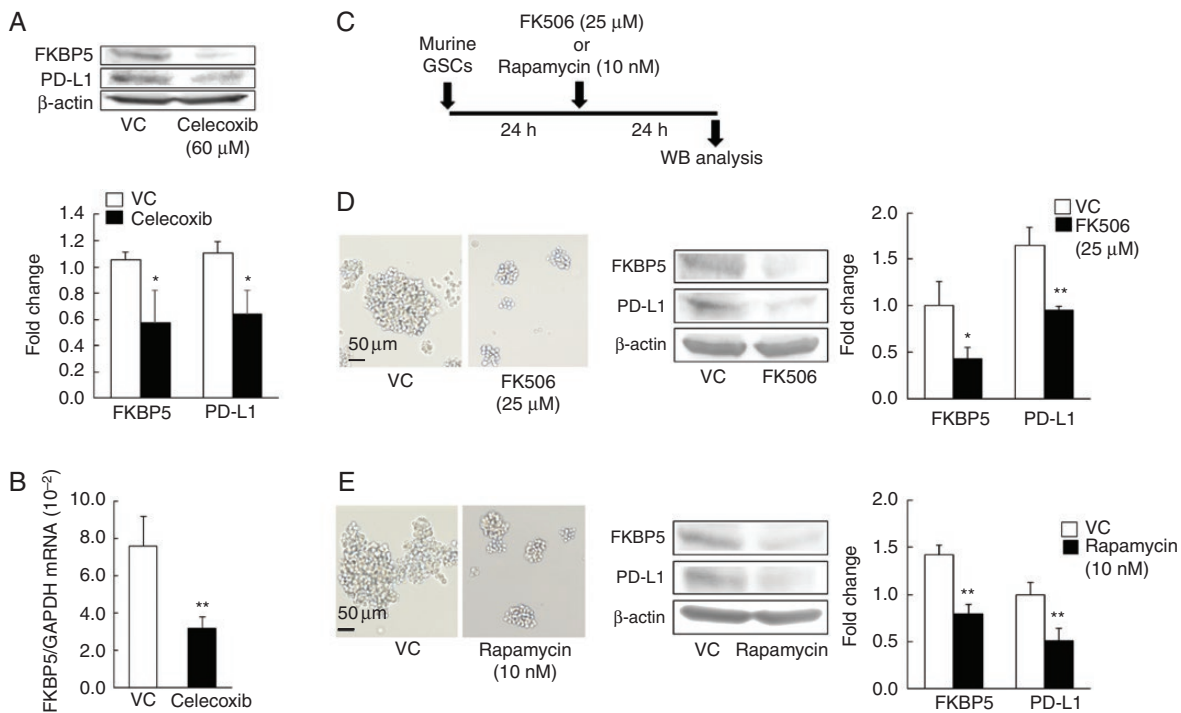 A
FKBP5
PD-L1
β-actin
VC
Celecoxib
(60 μM)
VC
Celecoxib
Fold change
1.4
1.2
1.0
0.8
0.6
0.4
0.2
0.0
*
*
FKBP5
PD-L1
B
FKBP5/GAPDH mRNA (10⁻²)
10.0
8.0
6.0
4.0
2.0
0.0
**
VC
Celecoxib
C
Murine
GSCs
FK506 (25 μM)
or
Rapamycin (10 nM)
24 h
24 h
WB analysis
D
50 μm
VC
FK506
(25 μM)
FKBP5
PD-L1
β-actin
VC
FK506
VC
FK506
(25 μM)
Fold change
2.0
1.5
1.0
0.5
0.0
*
**
FKBP5
PD-L1
E
50 μm
VC
Rapamycin
(10 nM)
FKBP5
PD-L1
β-actin
VC
Rapamycin
VC
Rapamycin
(10 nM)
Fold change
2.0
1.5
1.0
0.5
0.0
**
**
FKBP5
PD-L1